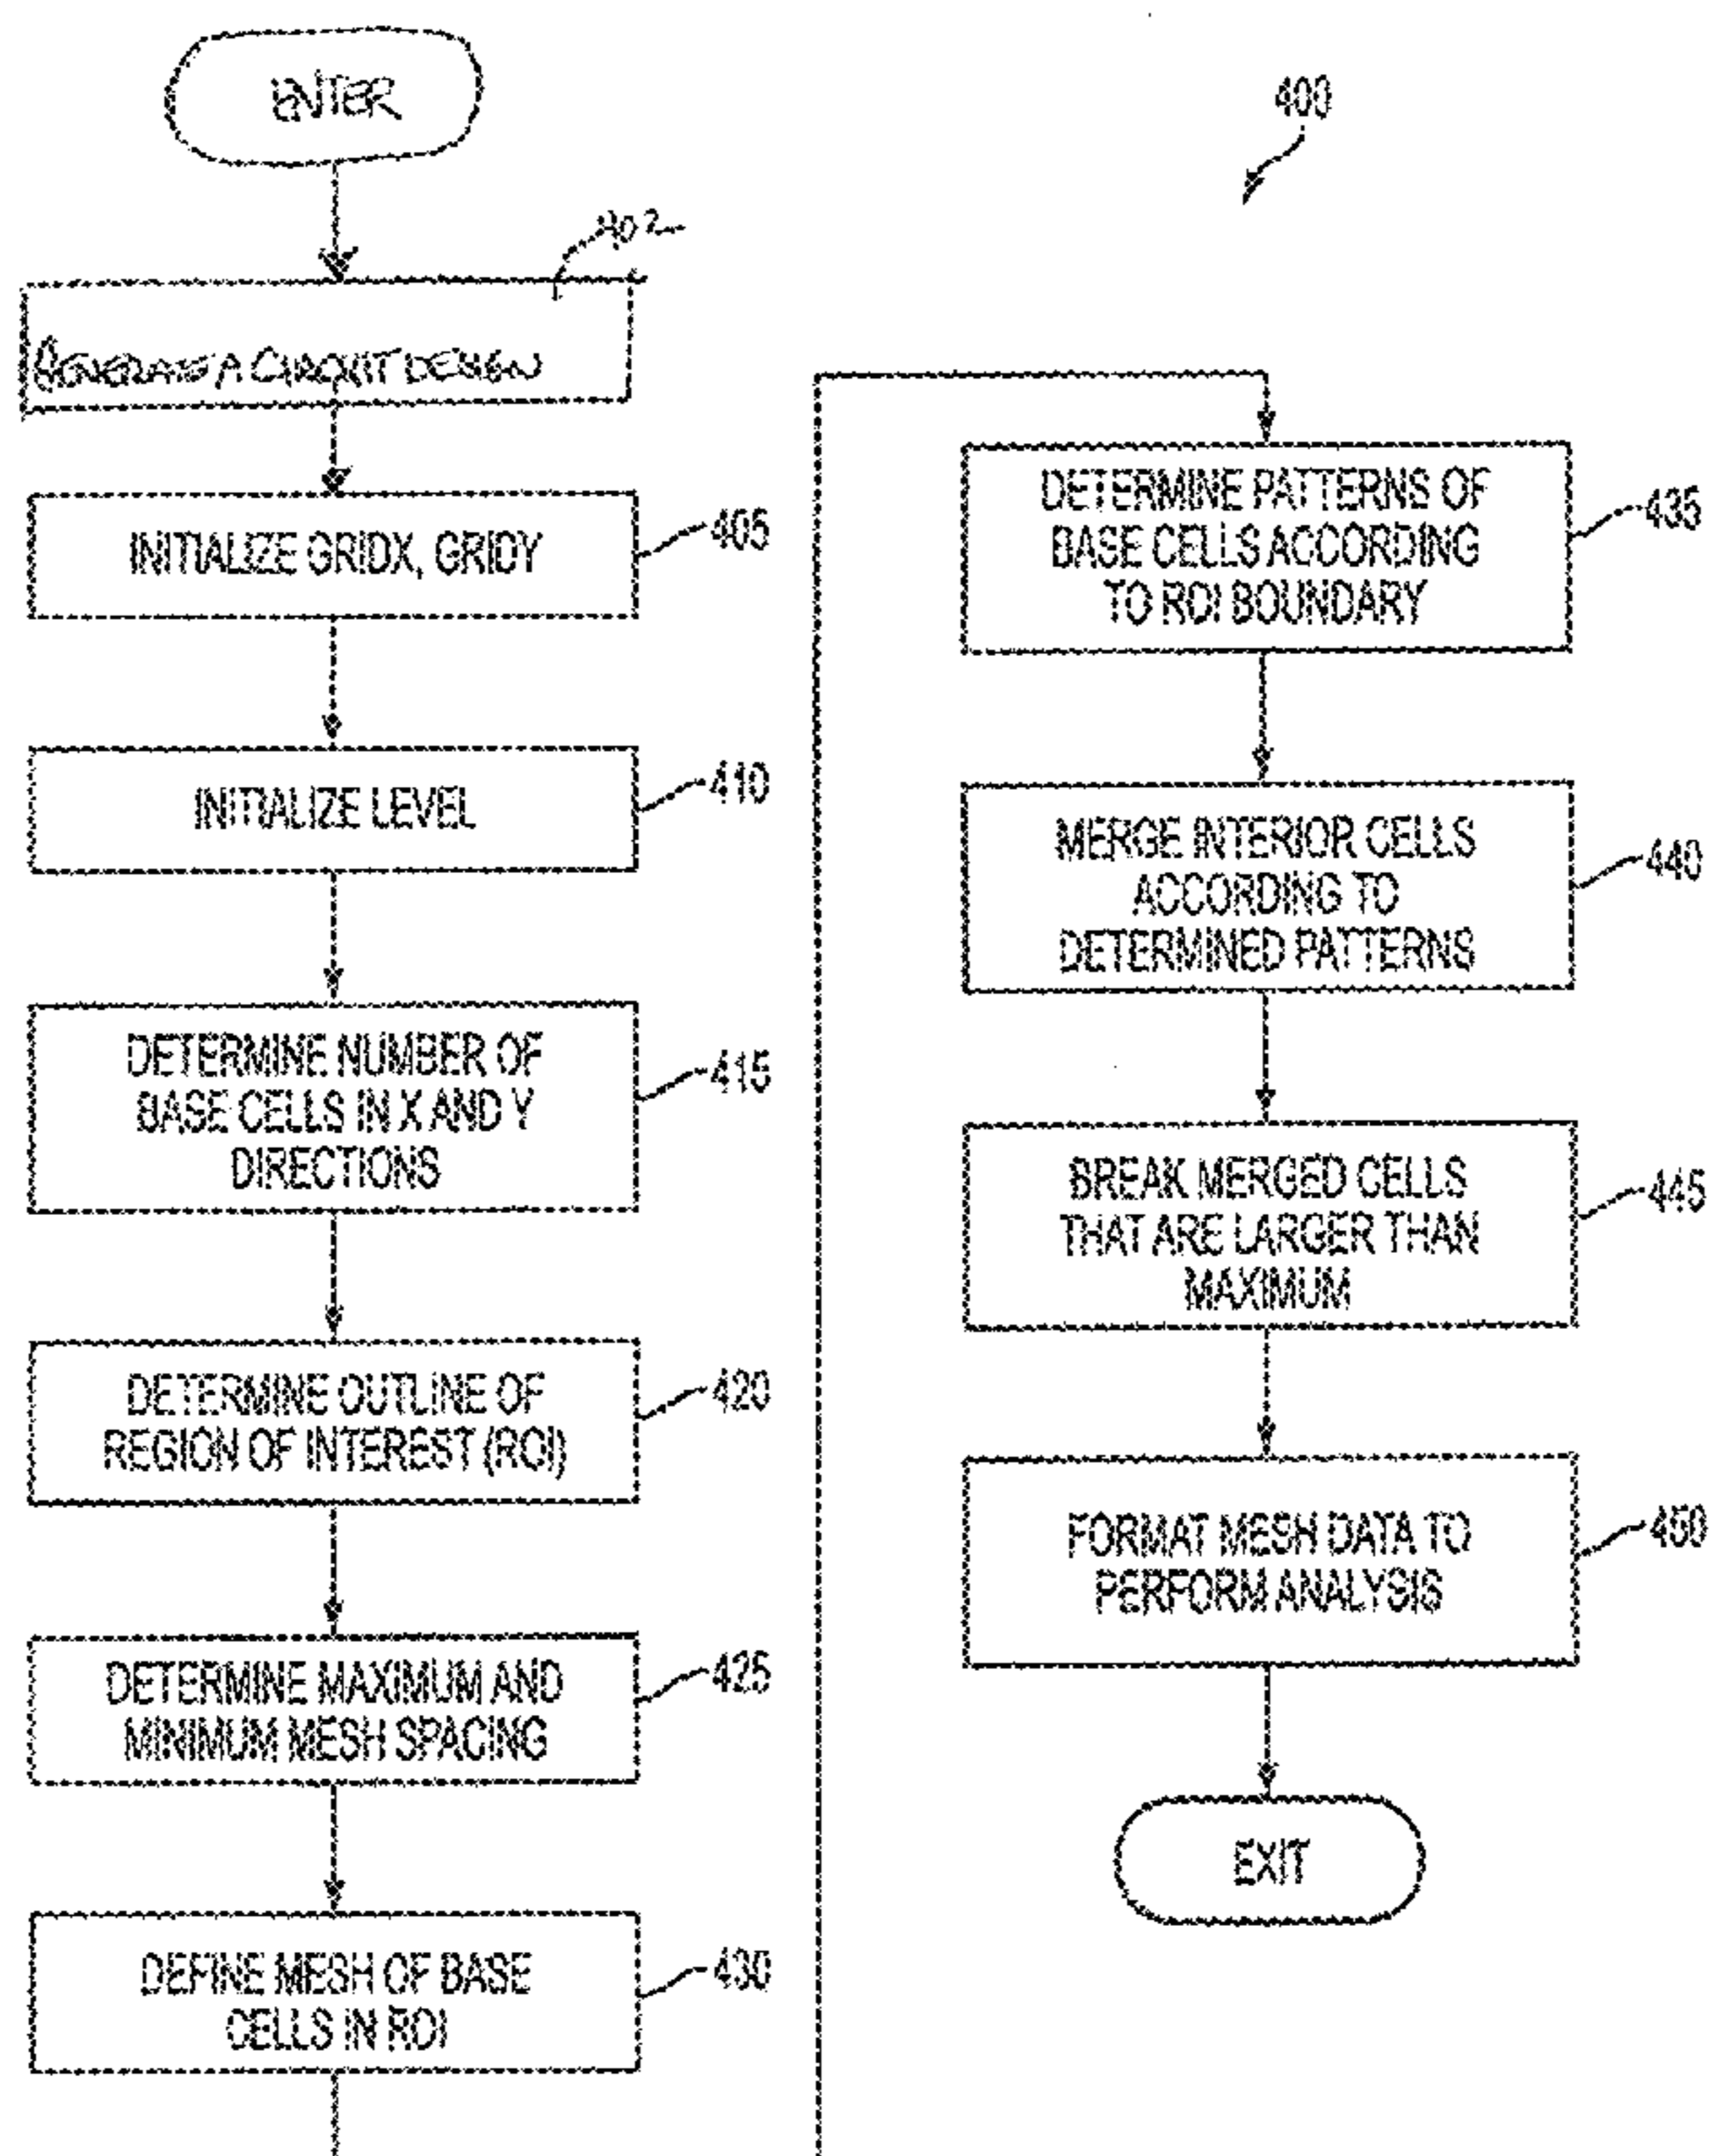 ENTER
402
GENERATE A CIRCUIT DESIGN
INITIALIZE GRIDX, GRIDY
405
INITIALIZE LEVEL
410
DETERMINE NUMBER OF
BASE CELLS IN X AND Y
DIRECTIONS
415
DETERMINE OUTLINE OF
REGION OF INTEREST (ROI)
420
DETERMINE MAXIMUM AND
MINIMUM MESH SPACING
425
DEFINE MESH OF BASE
CELLS IN ROI
430
400
DETERMINE PATTERNS OF
BASE CELLS ACCORDING
TO ROI BOUNDARY
435
MERGE INTERIOR CELLS
ACCORDING TO
DETERMINED PATTERNS
440
BREAK MERGED CELLS
THAT ARE LARGER THAN
MAXIMUM
445
FORMAT MESH DATA TO
PERFORM ANALYSIS
450
EXIT